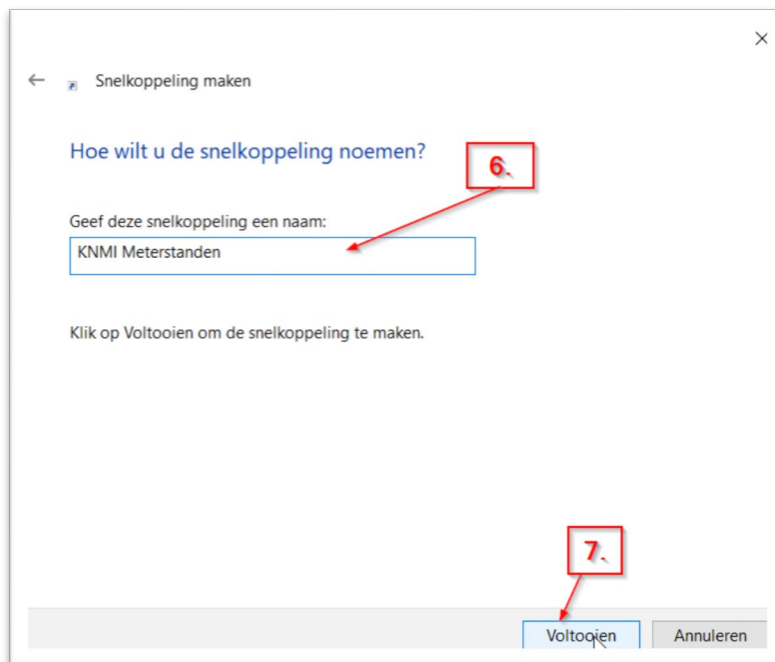 Snelkoppeling maken
Hoe wilt u de snelkoppeling noemen?
6.
Geef deze snelkoppeling een naam:
KNMI Meterstanden
Klik op Voltooien om de snelkoppeling te maken.
7.
Voltooien Annuleren